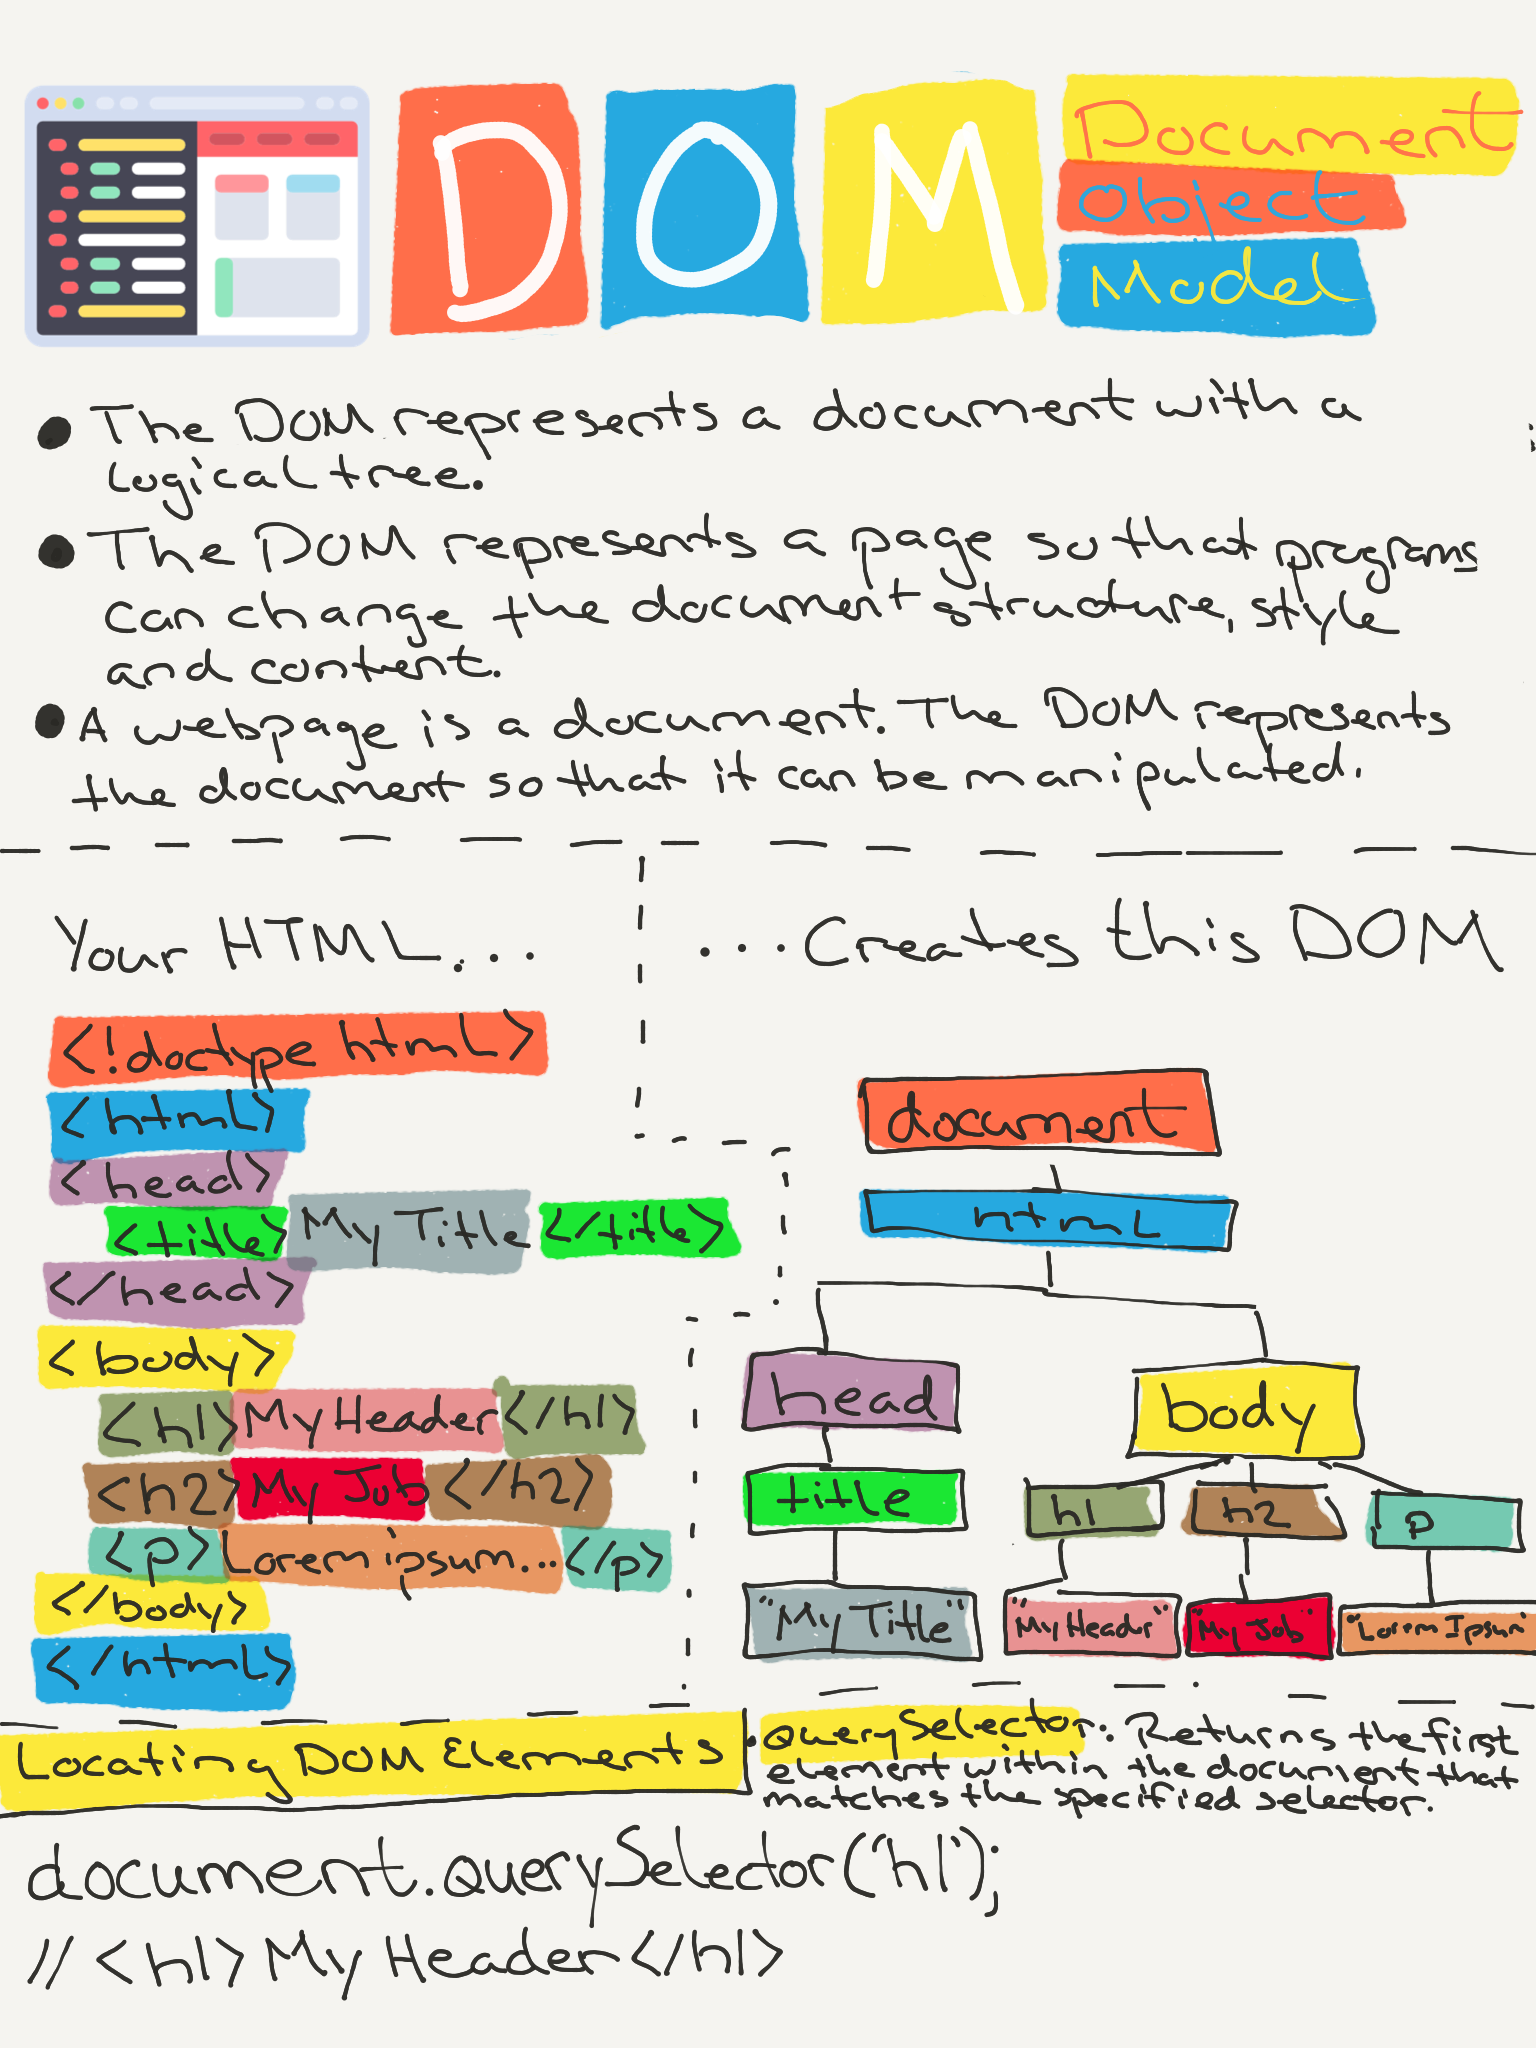 DOM
Document
Object
Model
The DOM represents a document with a
logical tree.
The DOM represents a page so that programs
can change the document structure, style
and content.
A webpage is a document. The DOM represents
the document so that it can be manipulated.
Your HTML...
<!doctype html>
<html>
<head>
<title> My Title </title>
</head>
<body>
<h1> My Header </h1>
<h2> My Job </h2>
<p> Lorem ipsum... </p>
</body>
</html>
...Creates this DOM
document
html
head body
title h1 h2 p
"My Title" "My Header" "My Job" "Lorem Ipsum"
Locating DOM Elements
.querySelector. Returns the first
element within the document that
matches the specified selector.
document.querySelector('h1');
// <h1> My Header </h1>